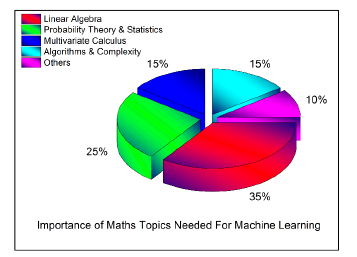 Linear Algebra
Probability Theory & Statistics
Multivariate Calculus
Algorithms & Complexity
Others
15%
15%
10%
25%
35%
Importance of Maths Topics Needed For Machine Learning